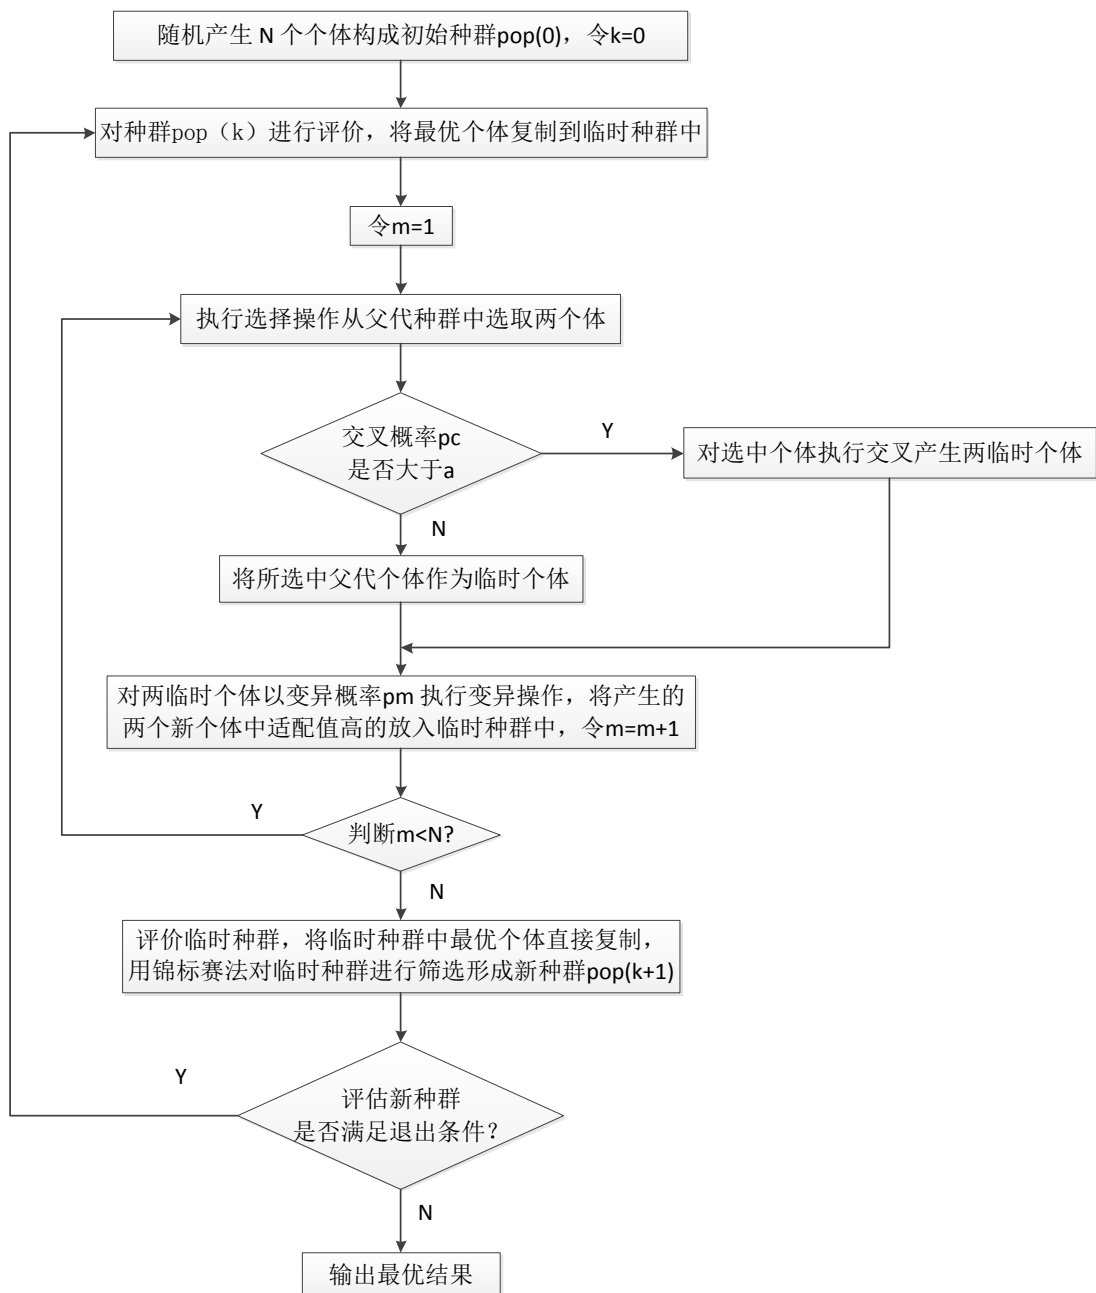 随机产生 N 个个体构成初始种群pop(0)，令k=0
对种群pop（k）进行评价，将最优个体复制到临时种群中
令m=1
执行选择操作从父代种群中选取两个体
交叉概率pc
是否大于a
Y
对选中个体执行交叉产生两临时个体
N
将所选中父代个体作为临时个体
对两临时个体以变异概率pm 执行变异操作，将产生的
两个新个体中适配值高的放入临时种群中，令m=m+1
Y
判断m<N?
N
评价临时种群，将临时种群中最优个体直接复制，
用锦标赛法对临时种群进行筛选形成新种群pop(k+1)
Y
评估新种群
是否满足退出条件？
N
输出最优结果